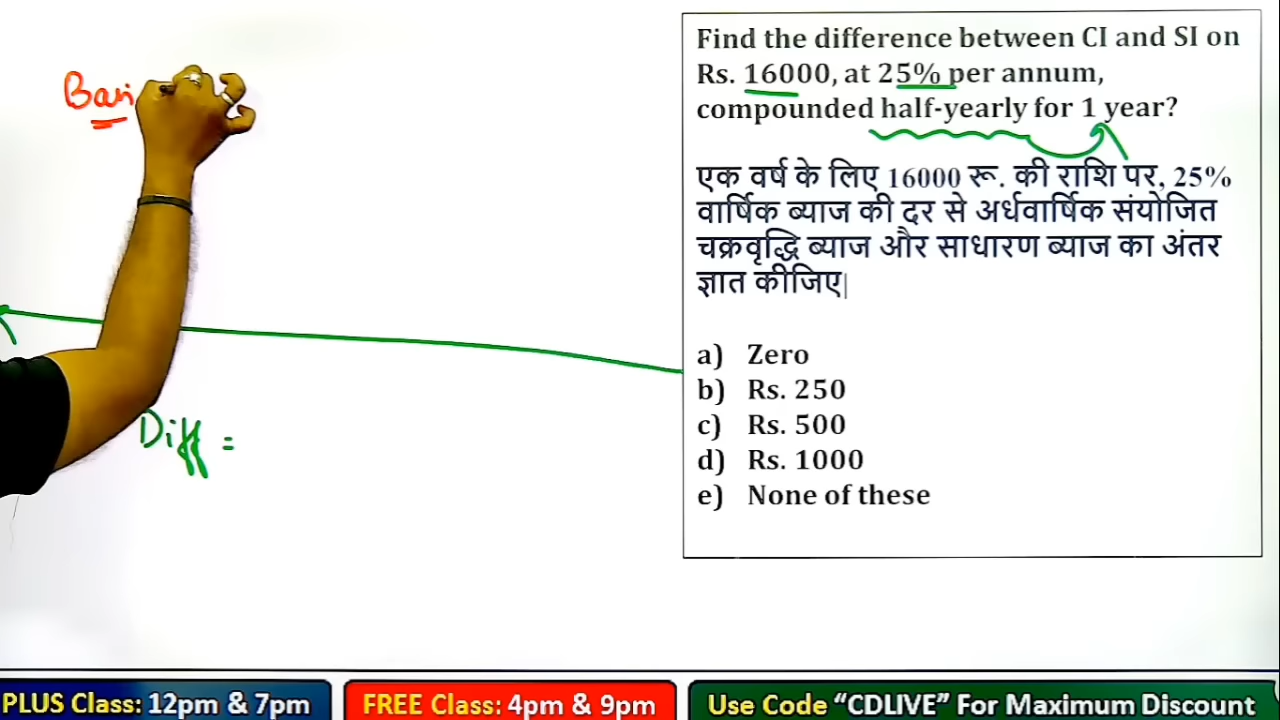 Basi
Diff =
Find the difference between CI and SI on
Rs. 16000, at 25% per annum,
compounded half-yearly for 1 year?
एक वर्ष के लिए 16000 रू. की राशि पर, 25%
वार्षिक ब्याज की दर से अर्धवार्षिक संयोजित
चक्रवृद्धि ब्याज और साधारण ब्याज का अंतर
ज्ञात कीजिए|
a) Zero
b) Rs. 250
c) Rs. 500
d) Rs. 1000
e) None of these
PLUS Class: 12pm & 7pm
FREE Class: 4pm & 9pm
Use Code “CDLIVE” For Maximum Discount